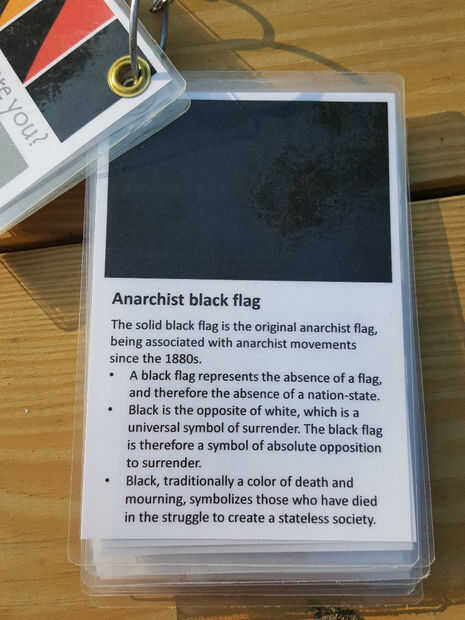 re you?
Anarchist black flag
The solid black flag is the original anarchist flag,
being associated with anarchist movements
since the 1880s.
• A black flag represents the absence of a flag,
and therefore the absence of a nation-state.
• Black is the opposite of white, which is a
universal symbol of surrender. The black flag
is therefore a symbol of absolute opposition
to surrender.
• Black, traditionally a color of death and
mourning, symbolizes those who have died
in the struggle to create a stateless society.